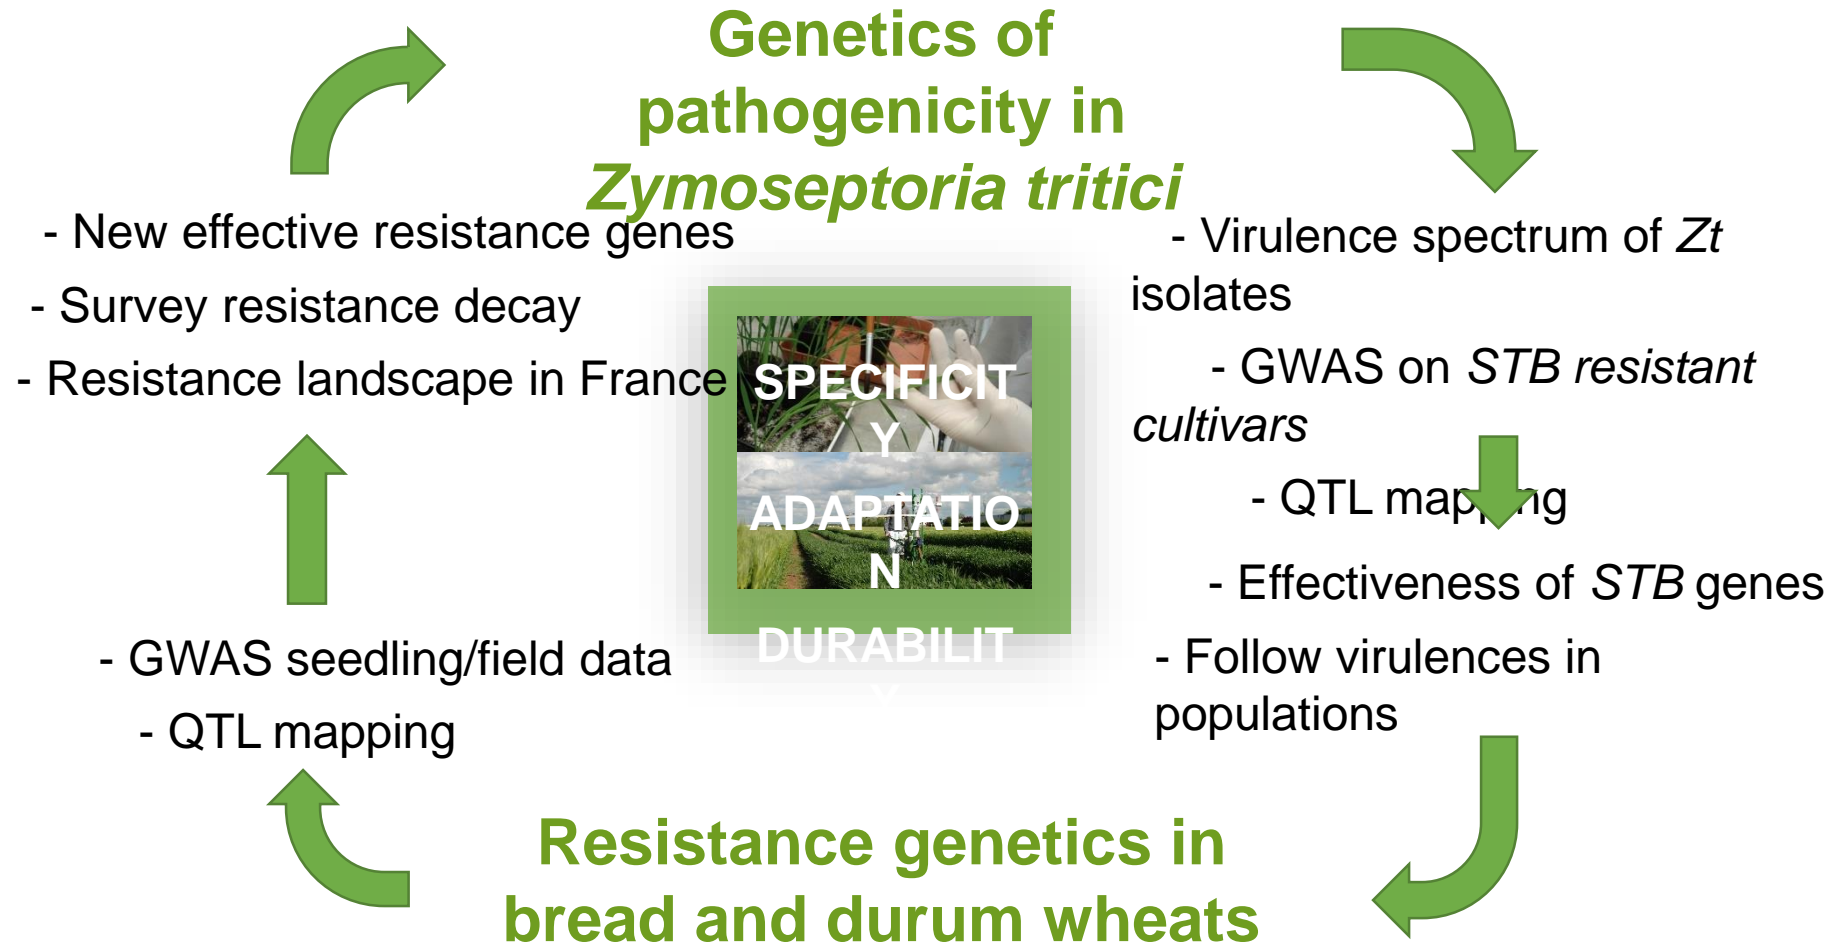 Genetics of
pathogenicity in
Zymoseptoria tritici
- New effective resistance genes
- Survey resistance decay
- Resistance landscape in France
- Virulence spectrum of Zt
isolates
- GWAS on STB resistant
cultivars
- QTL mapping
- Effectiveness of STB genes
- Follow virulences in
populations
SPECIFICIT
Y
ADAPTATIO
N
DURABILIT
Y
- GWAS seedling/field data
- QTL mapping
Resistance genetics in
bread and durum wheats